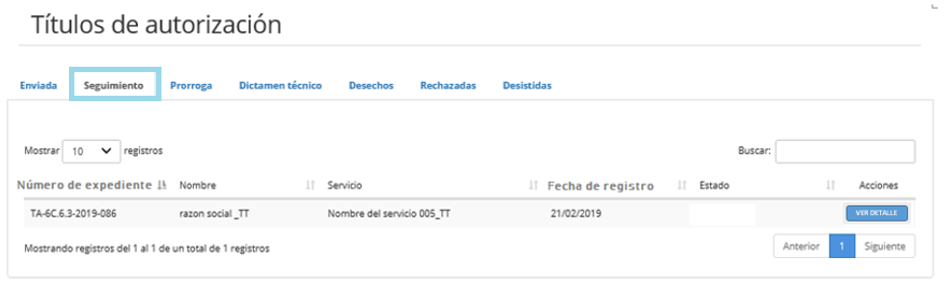 Títulos de autorización
Enviada Seguimiento Prorroga Dictamen técnico Desechos Rechazadas Desistidas
Mostrar 10 registros Buscar:
Número de expediente Nombre Servicio Fecha de registro Estado Acciones
TA-6C.6.3-2019-086 razon social _TT Nombre del servicio 005_TT 21/02/2019 VER DETALLE
Mostrando registros del 1 al 1 de un total de 1 registros Anterior 1 Siguiente